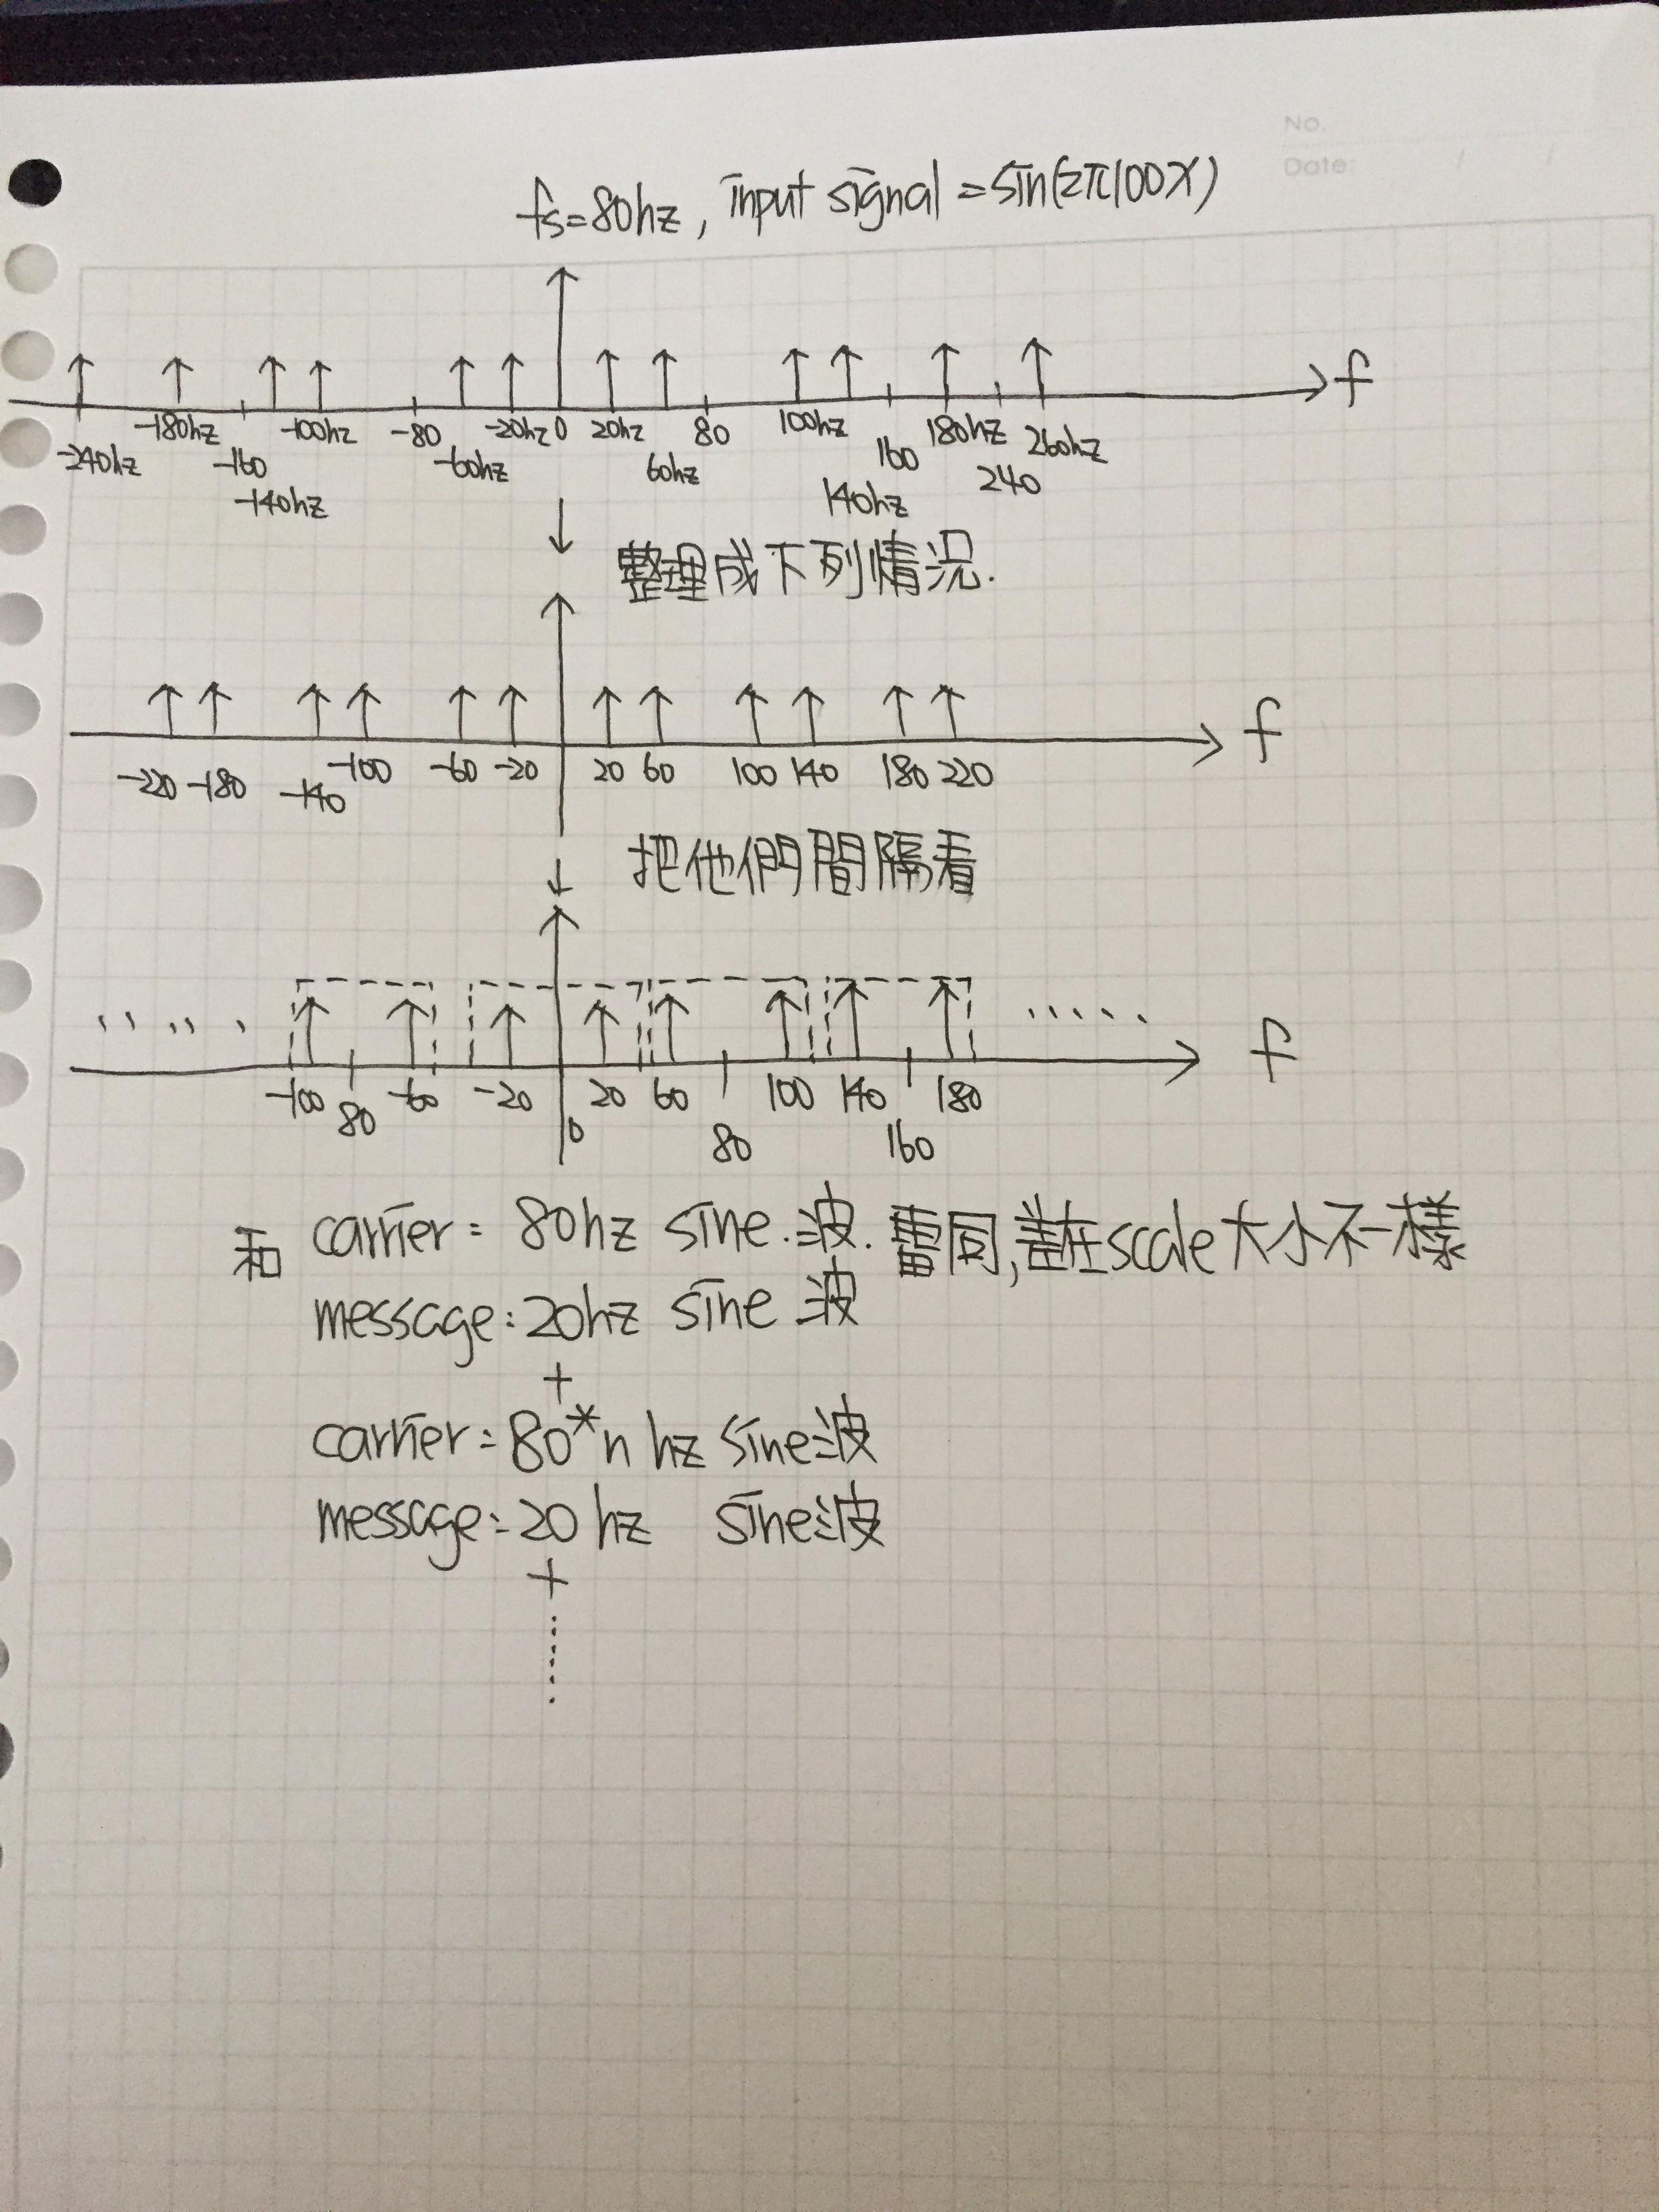 No.
Date: / /
fs=80hz, input signal =sin(2π100x)
f
-240hz -180hz -160 -140hz -100hz -80 -60hz -20hz 0 20hz 60hz 80 100hz 140hz 160 180hz 240 260hz
整理成下列情況.
f
-220 -180 -140 -100 -60 -20 20 60 100 140 180 220
把他們間隔看
f
-100 80 -60 -20 0 20 60 80 100 140 160 180
和 carrier = 80hz sine.波. 雷同,差在scale大小不一樣
message:20hz sine 波
+
carrier=80*n hz sine波
message:20 hz sine波
+